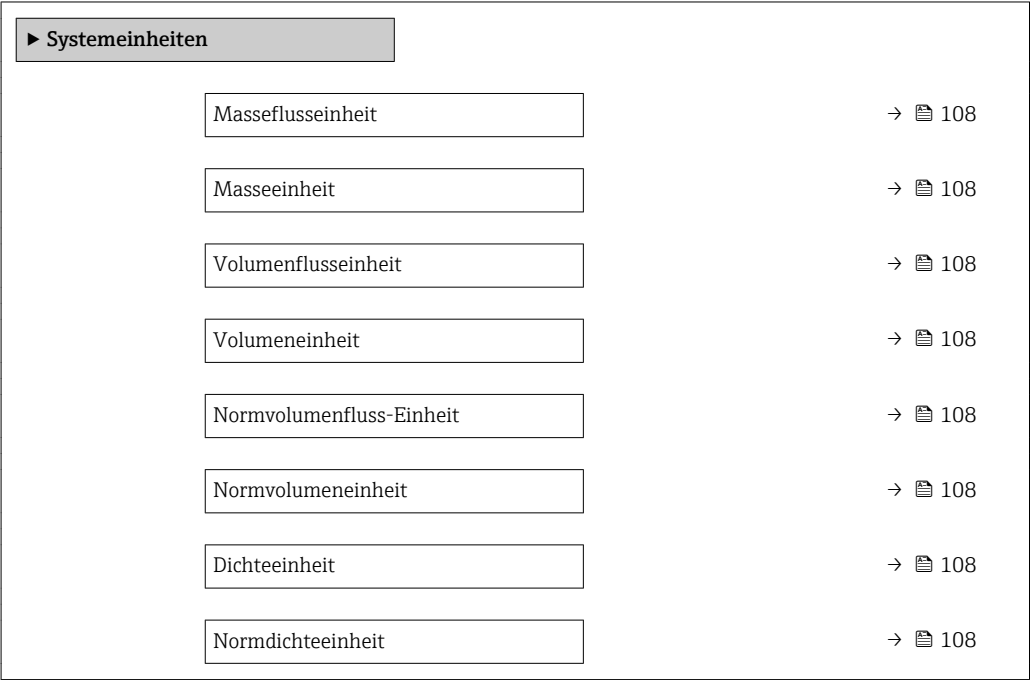 ► Systemeinheiten
Masseflusseinheit → 108
Masseeinheit → 108
Volumenflusseinheit → 108
Volumeneinheit → 108
Normvolumenfluss-Einheit → 108
Normvolumeneinheit → 108
Dichteeinheit → 108
Normdichteeinheit → 108